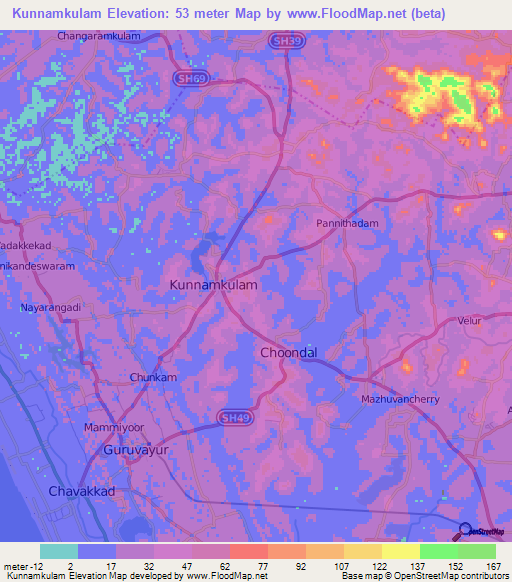 Kunnamkulam Elevation: 53 meter Map by www.FloodMap.net (beta)
Changaramkulam
SH39
SH69
Pannithadam
adakkekad
nikandeswaram
Kunnamkulam
Nayarangadi
Velur
Choondal
Chunkam
Mazhuvancherry
SH49
Mammiyoor
Guruvayur
Chavakkad
OpenStreetMap
meter -12 2 17 32 47 62 77 92 107 122 137 152 167
Kunnamkulam Elevation Map developed by www.FloodMap.net
Base map © OpenStreetMap contributors